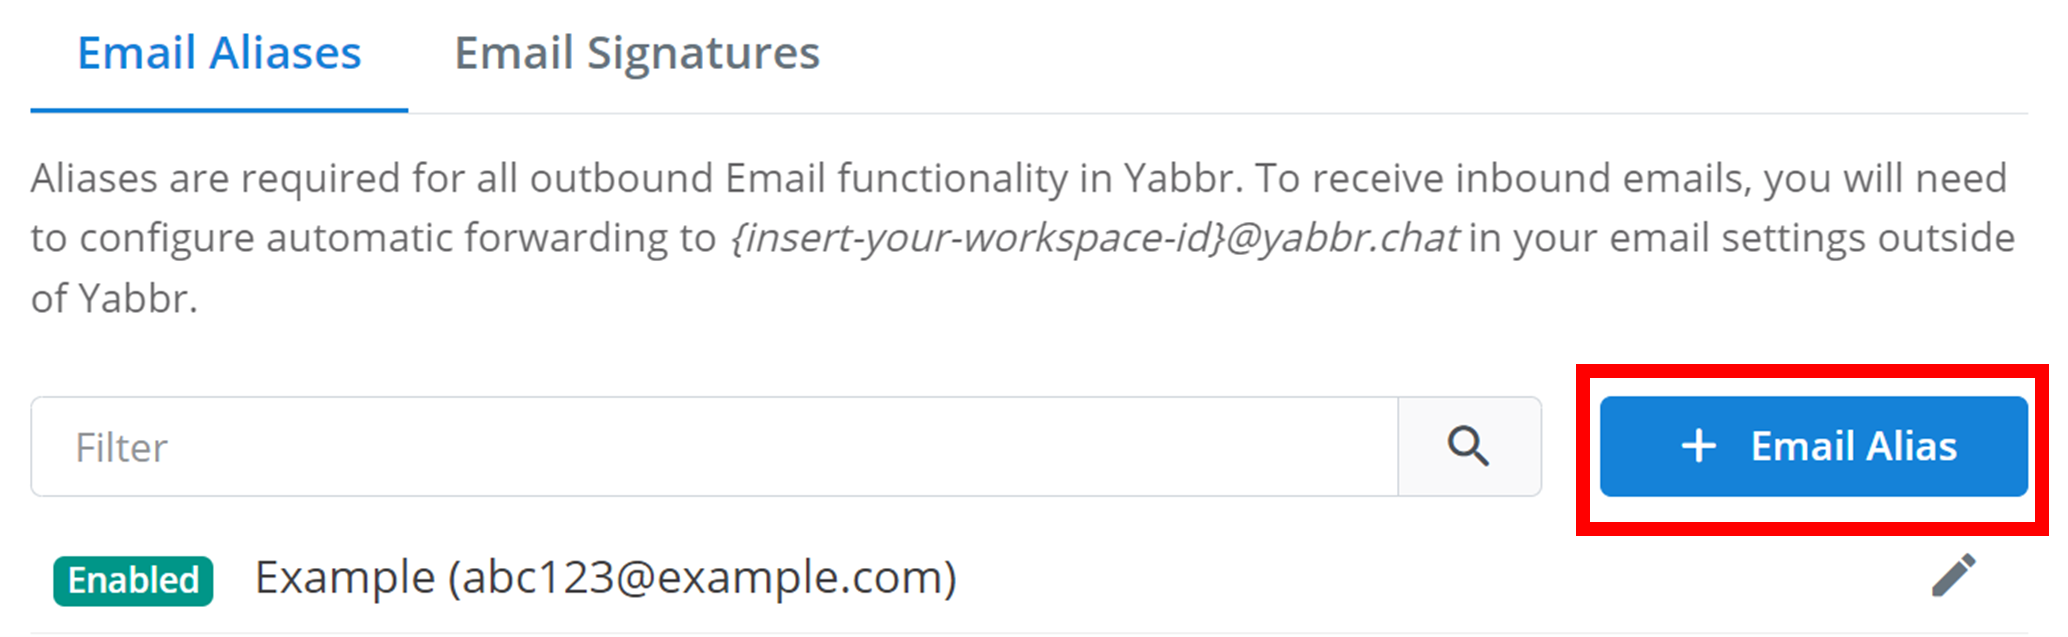 Email Aliases Email Signatures
Aliases are required for all outbound Email functionality in Yabbr. To receive inbound emails, you will need
to configure automatic forwarding to {insert-your-workspace-id}@yabbr.chat in your email settings outside
of Yabbr.
Filter + Email Alias
Enabled Example (abc123@example.com)